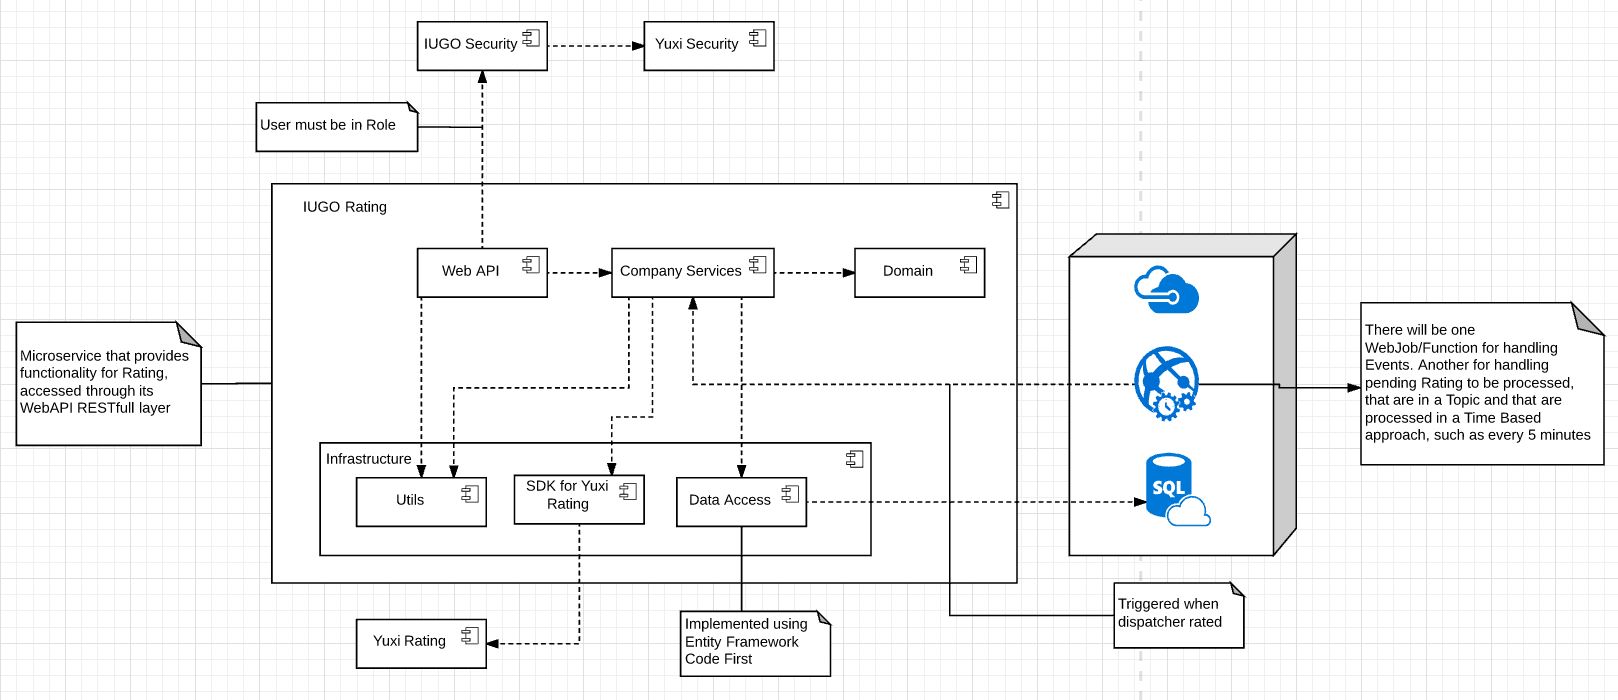 IUGO Security
Yuxi Security
User must be in Role
IUGO Rating
Web API
Company Services
Domain
Microservice that provides
functionality for Rating,
accessed through its
WebAPI RESTfull layer
There will be one
WebJob/Function for handling
Events. Another for handling
pending Rating to be processed,
that are in a Topic and that are
processed in a Time Based
approach, such as every 5 minutes
Infrastructure
Utils
SDK for Yuxi
Rating
Data Access
SQL
Yuxi Rating
Implemented using
Entity Framework
Code First
Triggered when
dispatcher rated